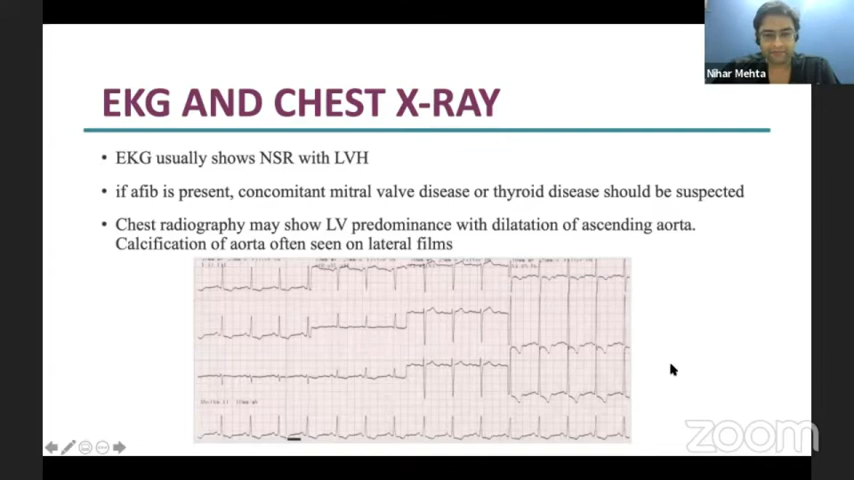 Nihar Mehta
EKG AND CHEST X-RAY
• EKG usually shows NSR with LVH
• if afib is present, concomitant mitral valve disease or thyroid disease should be suspected
• Chest radiography may show LV predominance with dilatation of ascending aorta.
Calcification of aorta often seen on lateral films
zoom